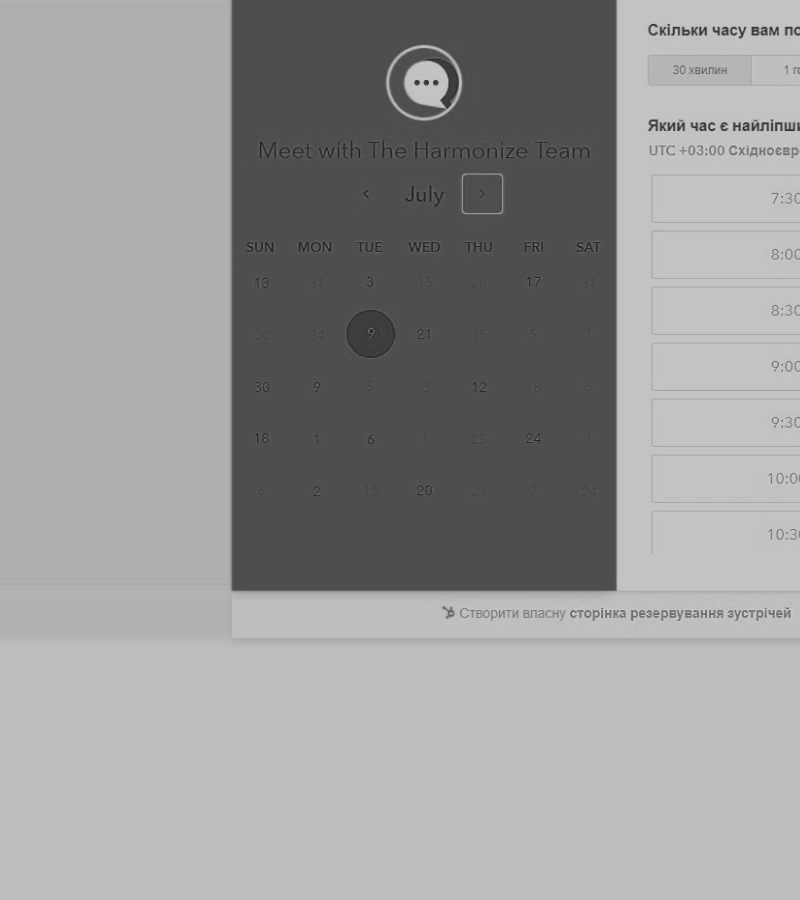 Meet with The Harmonize Team
July
SUN MON TUE WED THU FRI SAT
13 31 3 15 28 17 31
30 24 9 21 15 5 7
30 9 5 3 12 18 6
18 1 6 1 25 24 1
6 2 13 20 21 7 24
Скільки часу вам по
30 хвилин 1 го
Який час є найліпши
UTC +03:00 Східноєвро
7:30
8:00
8:30
9:00
9:30
10:00
10:30
Створити власну сторінка резервування зустрічей